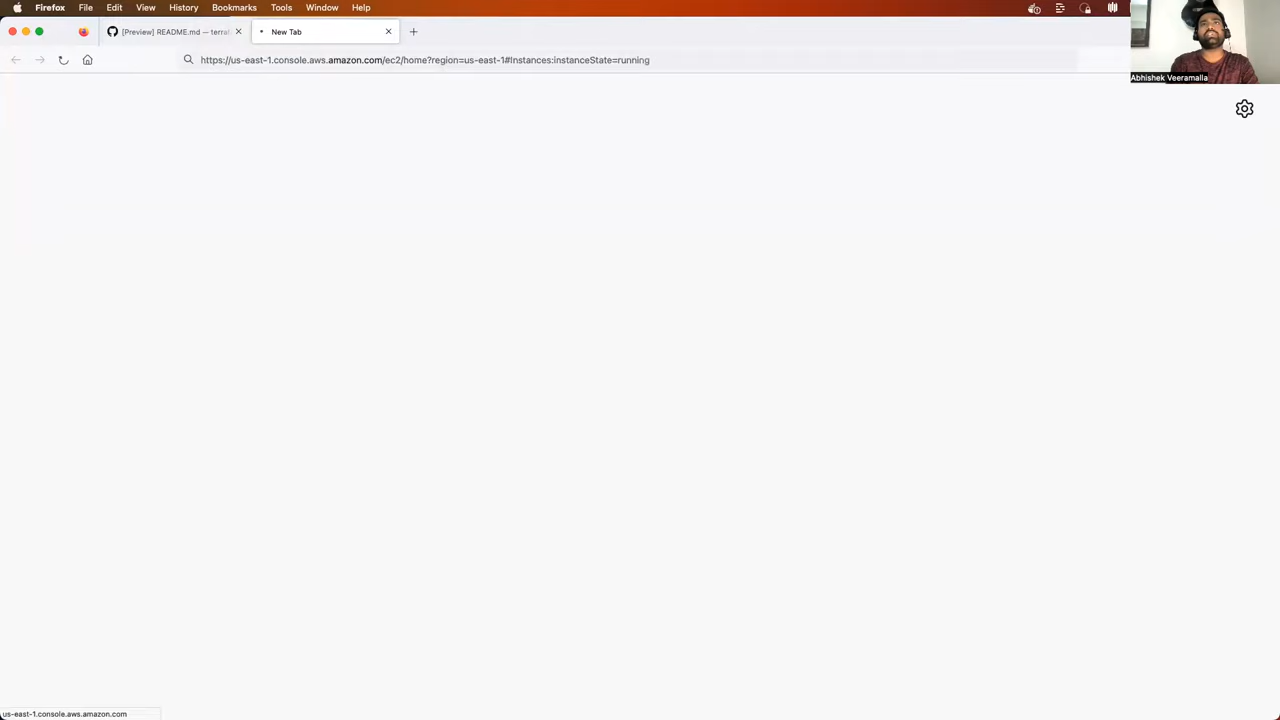 Firefox File Edit View History Bookmarks Tools Window Help
[Preview] README.md — terra
New Tab
https://us-east-1.console.aws.amazon.com/ec2/home?region=us-east-1#Instances:instanceState=running
Abhishek Veeramalla
us-east-1.console.aws.amazon.com